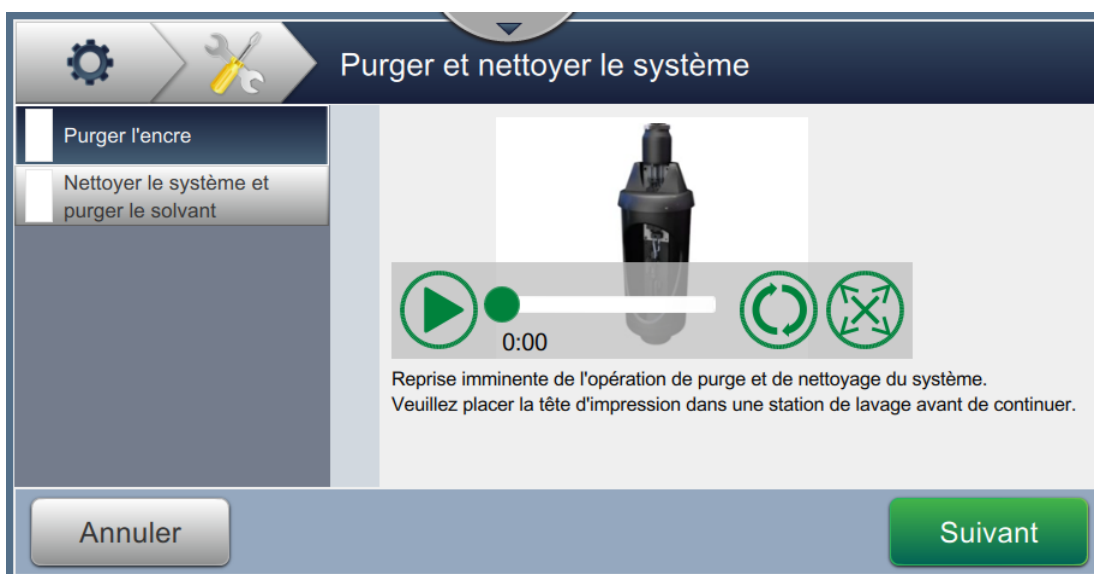 Purger et nettoyer le système
Purger l'encre
Nettoyer le système et
purger le solvant
0:00
Reprise imminente de l'opération de purge et de nettoyage du système.
Veuillez placer la tête d'impression dans une station de lavage avant de continuer.
Annuler
Suivant